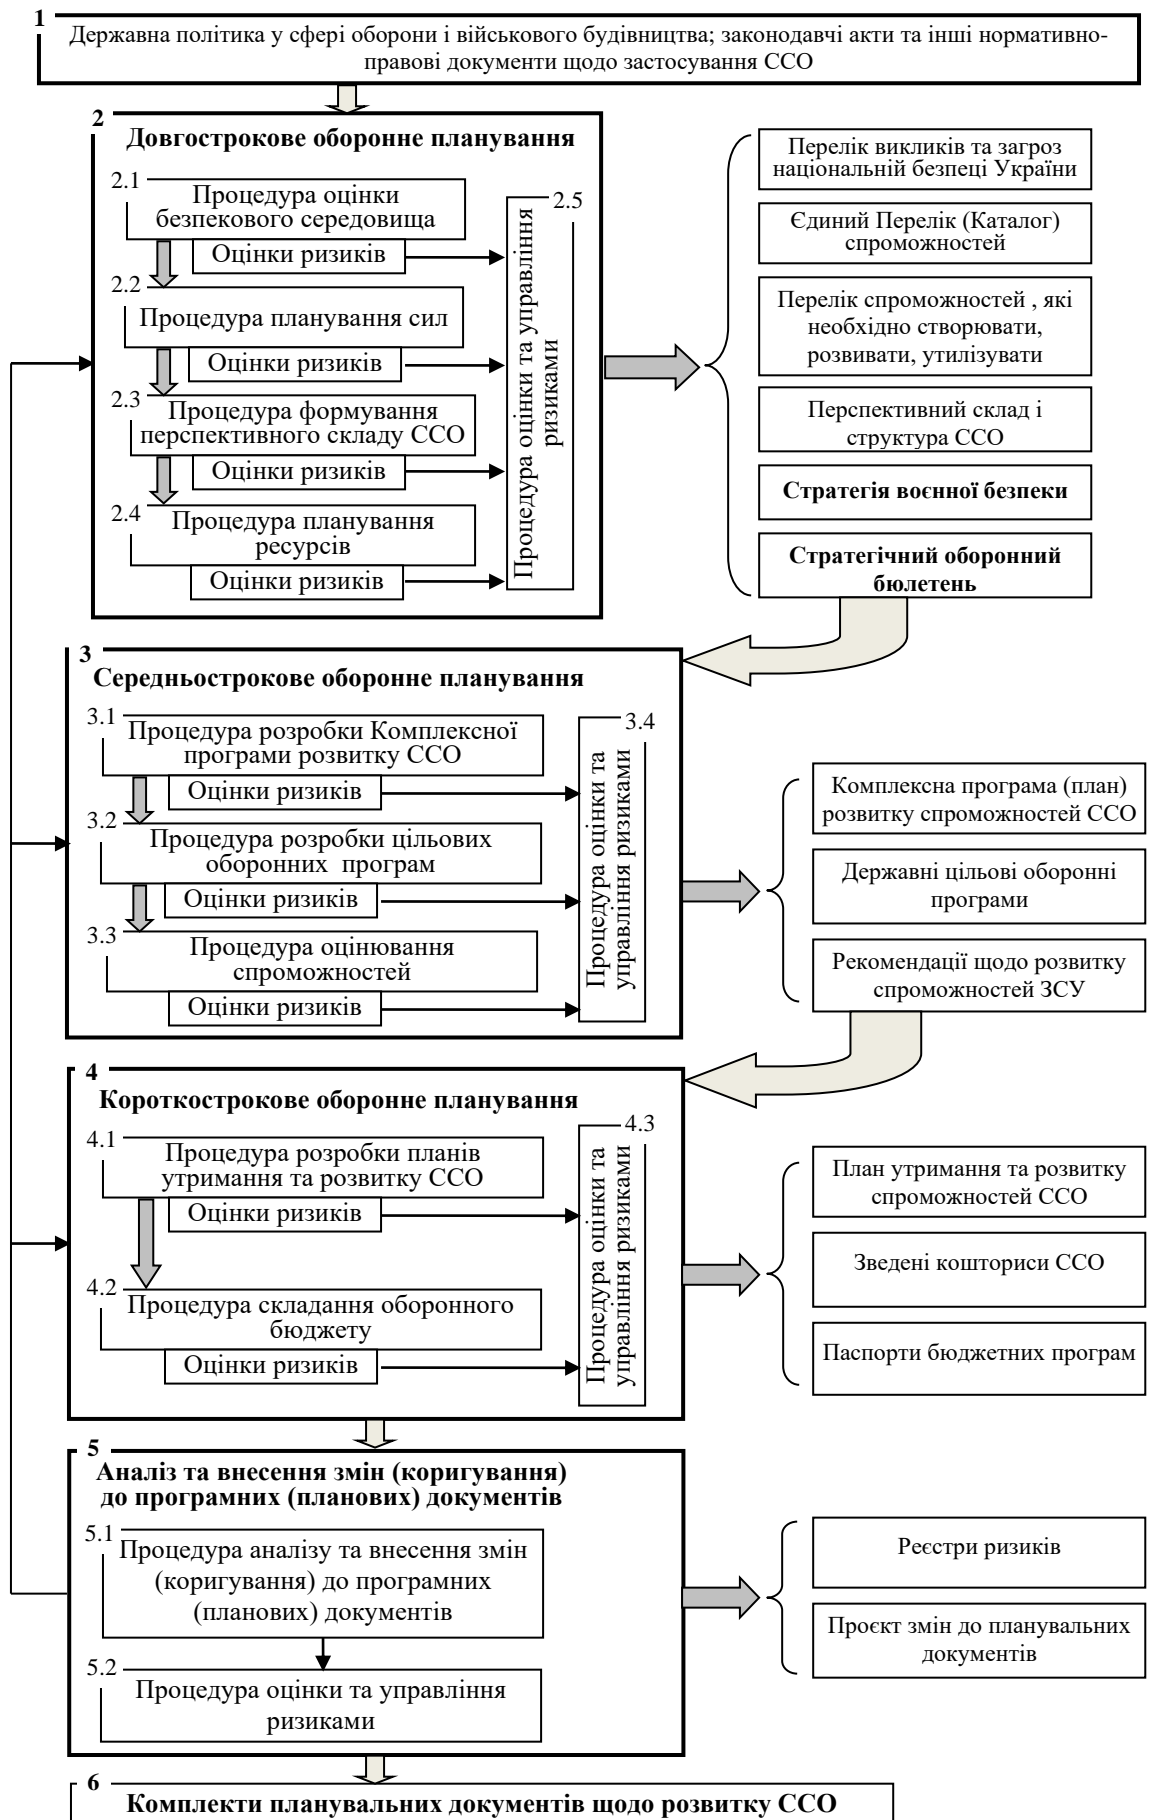 1
Державна політика у сфері оборони і військового будівництва; законодавчі акти та інші нормативно-
правові документи щодо застосування ССО
2
Довгострокове оборонне планування
2.1
Процедура оцінки
безпекового середовища
Оцінки ризиків
2.2
Процедура планування сил
Оцінки ризиків
2.3
Процедура формування
перспективного складу ССО
Оцінки ризиків
2.4
Процедура планування
ресурсів
Оцінки ризиків
2.5
Процедура оцінки та управління
ризиками
Перелік викликів та загроз
національній безпеці України
Єдиний Перелік (Каталог)
спроможностей
Перелік спроможностей , які
необхідно створювати,
розвивати, утилізувати
Перспективний склад і
структура ССО
Стратегія воєнної безпеки
Стратегічний оборонний
бюлетень
3
Середньострокове оборонне планування
3.1
Процедура розробки Комплексної
програми розвитку ССО
Оцінки ризиків
3.2
Процедура розробки цільових
оборонних програм
Оцінки ризиків
3.3
Процедура оцінювання
спроможностей
Оцінки ризиків
3.4
Процедура оцінки та
управління ризиками
Комплексна програма (план)
розвитку спроможностей ССО
Державні цільові оборонні
програми
Рекомендації щодо розвитку
спроможностей ЗСУ
4
Короткострокове оборонне планування
4.1
Процедура розробки планів
утримання та розвитку ССО
Оцінки ризиків
4.2
Процедура складання оборонного
бюджету
Оцінки ризиків
4.3
Процедура оцінки та
управління ризиками
План утримання та розвитку
спроможностей ССО
Зведені кошториси ССО
Паспорти бюджетних програм
5
Аналіз та внесення змін (коригування)
до програмних (планових) документів
5.1
Процедура аналізу та внесення змін
(коригування) до програмних
(планових) документів
5.2
Процедура оцінки та управління
ризиками
Реєстри ризиків
Проєкт змін до планувальних
документів
6
Комплекти планувальних документів щодо розвитку ССО